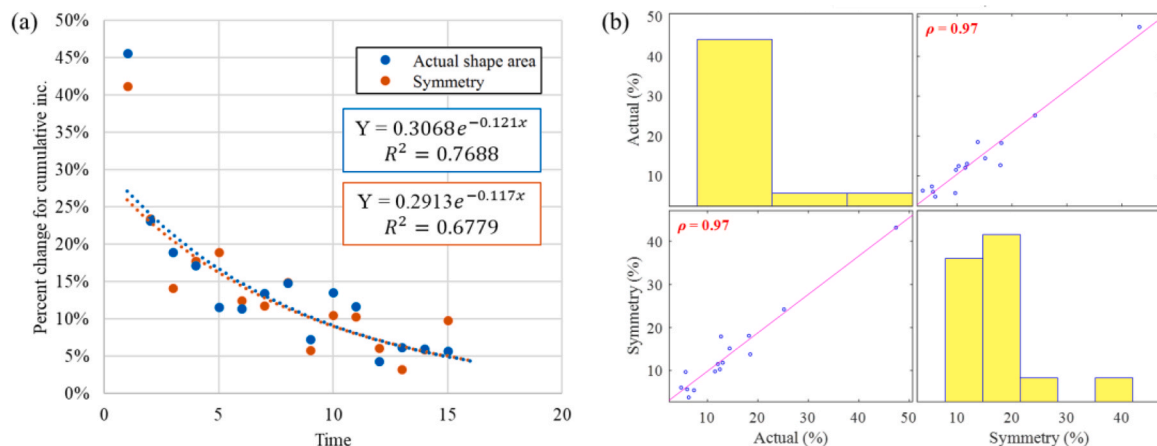 (a)
Percent change for cumulative inc.
50%
45%
40%
35%
30%
25%
20%
15%
10%
5%
0%
Actual shape area
Symmetry
Y = 0.3068e^{-0.121x}
R² = 0.7688
Y = 0.2913e^{-0.117x}
R² = 0.6779
0 5 10 15 20
Time
(b)
Actual (%)
50
40
30
20
10
ρ = 0.97
Symmetry (%)
40
30
20
10
ρ = 0.97
10 20 30 40 50
Actual (%)
10 20 30 40
Symmetry (%)